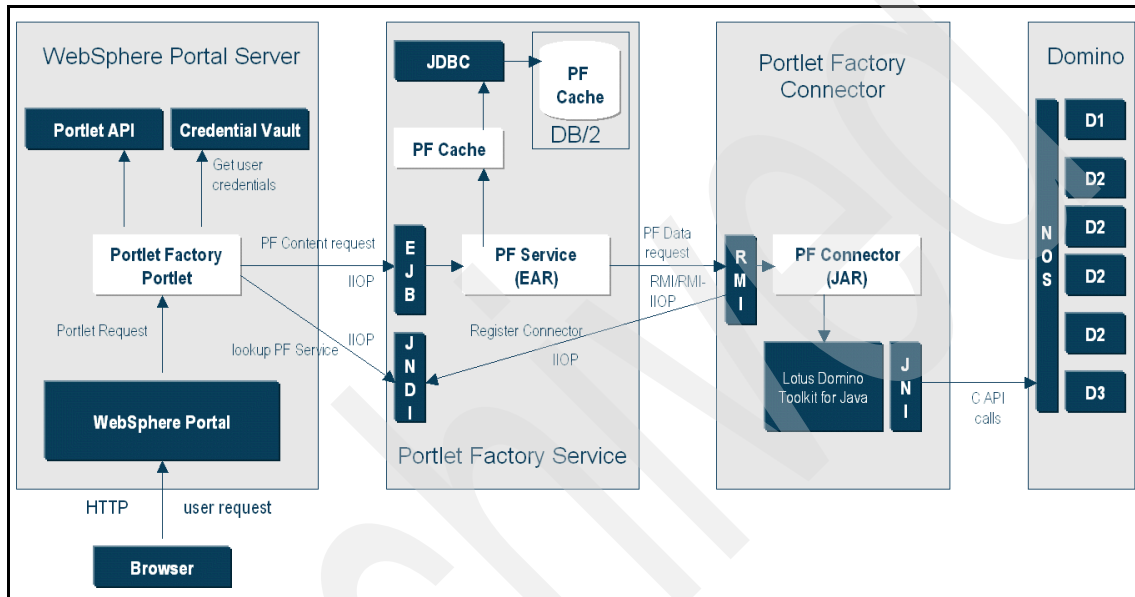 WebSphere Portal Server
Portlet API
Credential Vault
Get user
credentials
Portlet Factory
Portlet
Portlet Request
WebSphere Portal
HTTP
user request
Browser
PF Content request
IIOP
lookup PF Service
IIOP
JDBC
PF
Cache
DB/2
PF Cache
E
J
B
PF Service
(EAR)
J
N
D
I
Register Connector
IIOP
Portlet Factory Service
PF Data
request
RMI/RMI-
IIOP
Portlet Factory
Connector
R
M
I
PF Connector
(JAR)
Lotus Domino
Toolkit for Java
J
N
I
C API
calls
Domino
N
O
S
D1
D2
D2
D2
D2
D3